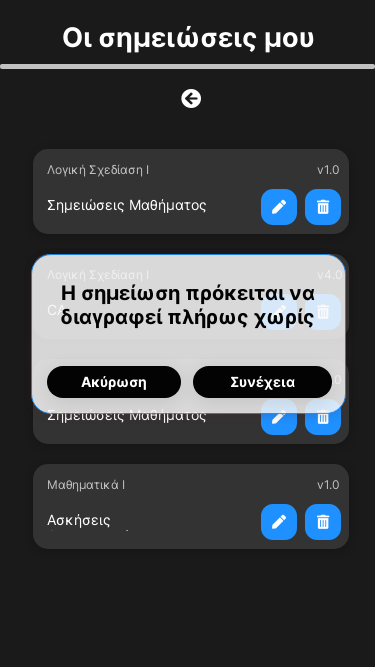 Οι σημειώσεις μου
Λογική Σχεδίαση Ι v1.0
Σημειώσεις Μαθήματος
Λογική Σχεδίαση Ι v4.0
Η σημείωση πρόκειται να
διαγραφεί πλήρως χωρίς
Ακύρωση Συνέχεια
Σημειώσεις Μαθήματος
Μαθηματικά Ι v1.0
Ασκήσεις